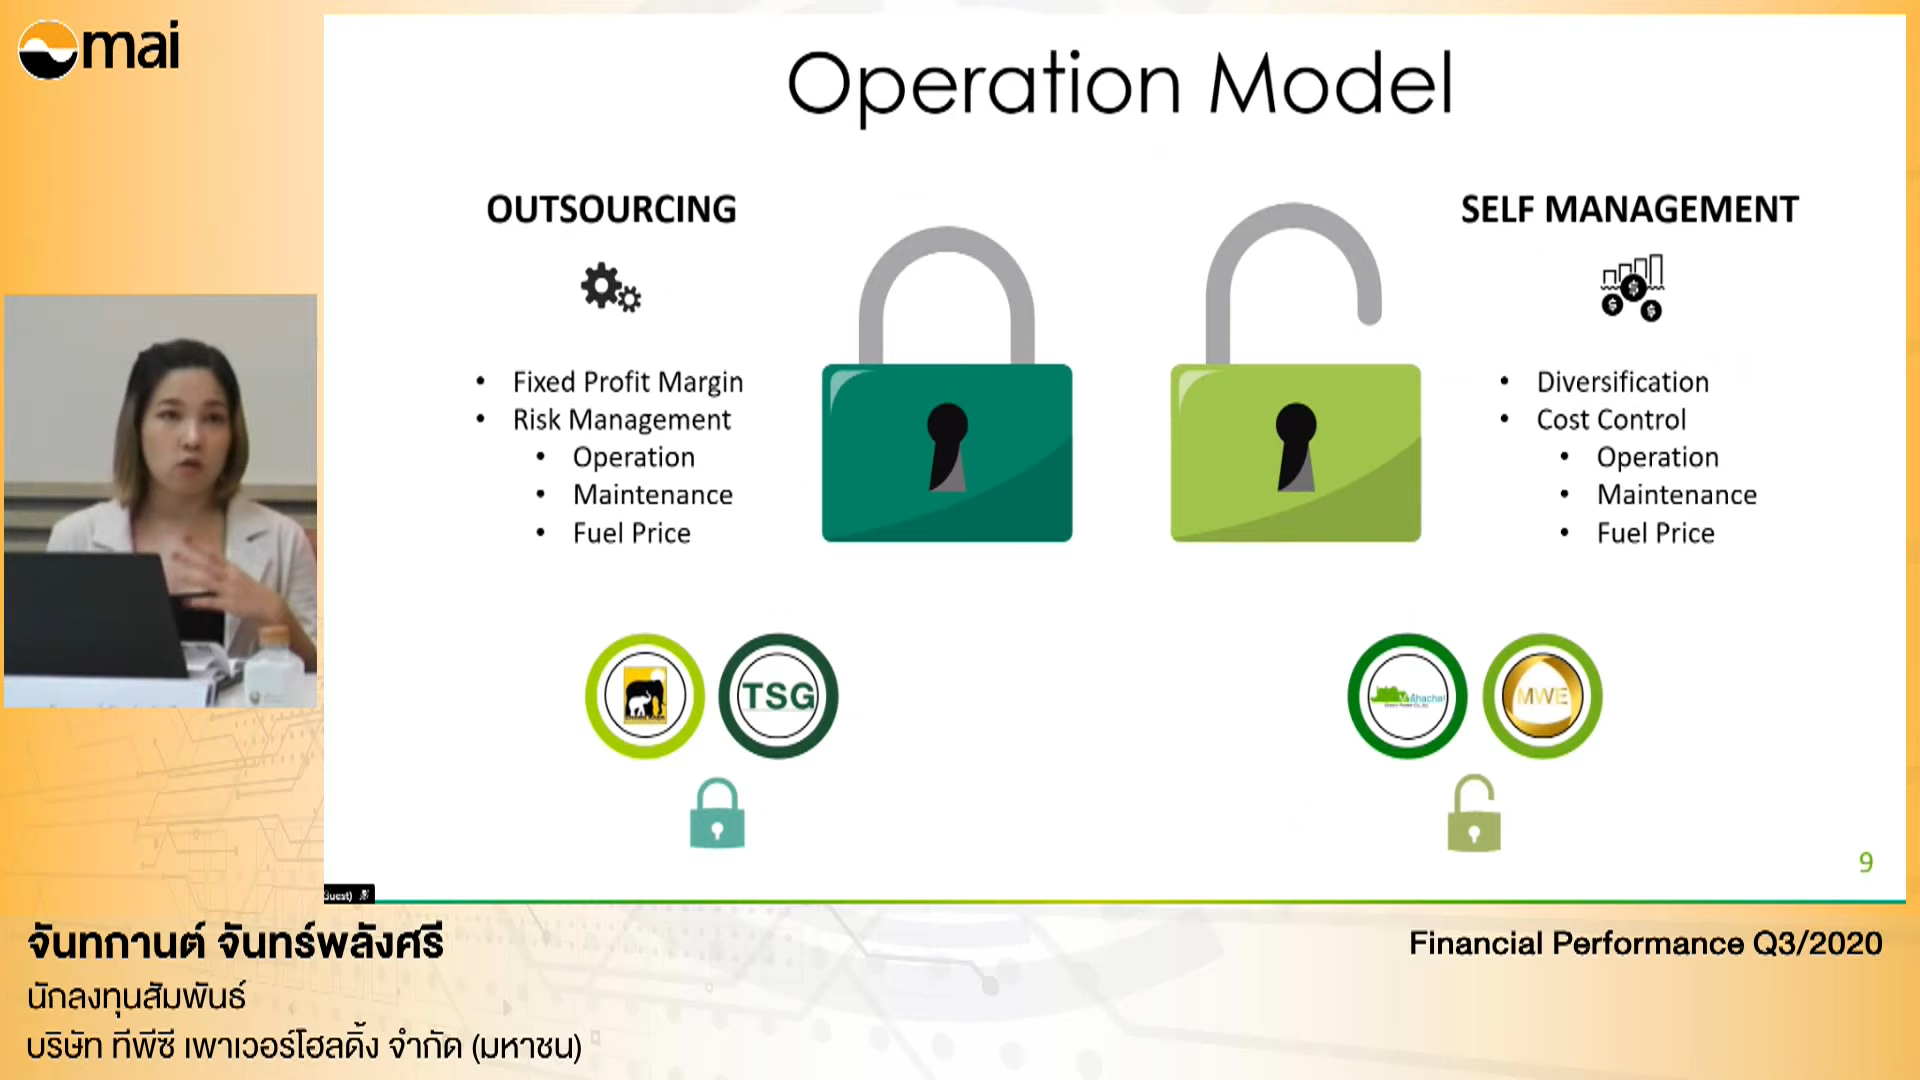 mai
Operation Model
OUTSOURCING
• Fixed Profit Margin
• Risk Management
• Operation
• Maintenance
• Fuel Price
SELF MANAGEMENT
• Diversification
• Cost Control
• Operation
• Maintenance
• Fuel Price
TSG
Mahachai
MWE
9
Guest)
จันทกานต์ จันทร์พลังศรี
นักลงทุนสัมพันธ์
บริษัท ทีพีซี เพาเวอร์โฮลดิ้ง จำกัด (มหาชน)
Financial Performance Q3/2020